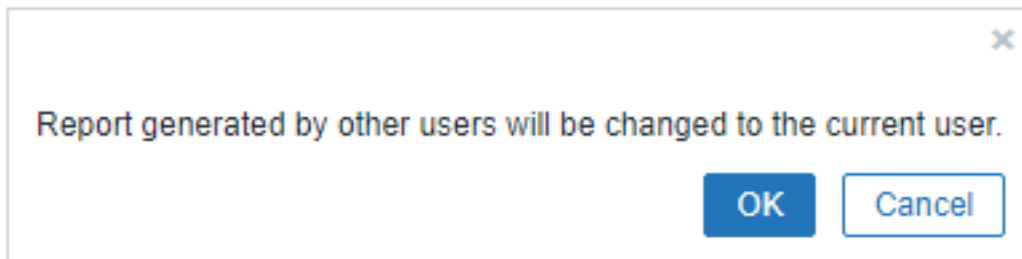 Report generated by other users will be changed to the current user.
OK Cancel